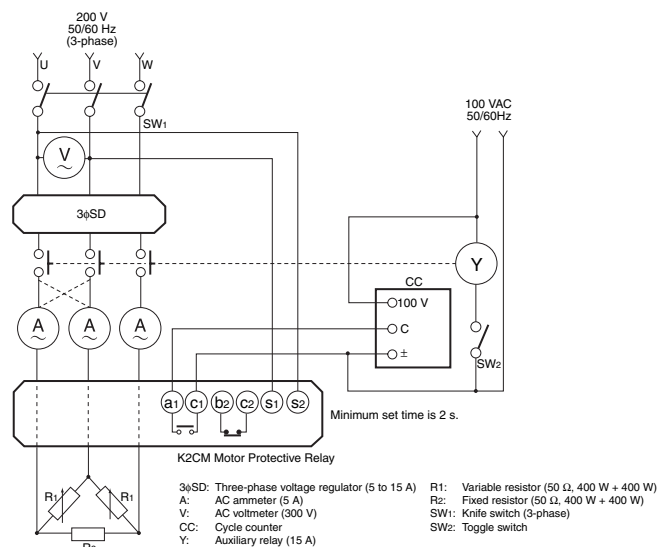 200 V
50/60 Hz
(3-phase)
U
V
W
SW1
100 VAC
50/60Hz
V
3ϕSD
Y
CC
100 V
C
±
A
A
A
SW2
a1
c1
b2
c2
s1
s2
Minimum set time is 2 s.
K2CM Motor Protective Relay
R1
R1
R2
3ϕSD: Three-phase voltage regulator (5 to 15 A)
A: AC ammeter (5 A)
V: AC voltmeter (300 V)
CC: Cycle counter
Y: Auxiliary relay (15 A)
R1: Variable resistor (50 Ω, 400 W + 400 W)
R2: Fixed resistor (50 Ω, 400 W + 400 W)
SW1: Knife switch (3-phase)
SW2: Toggle switch